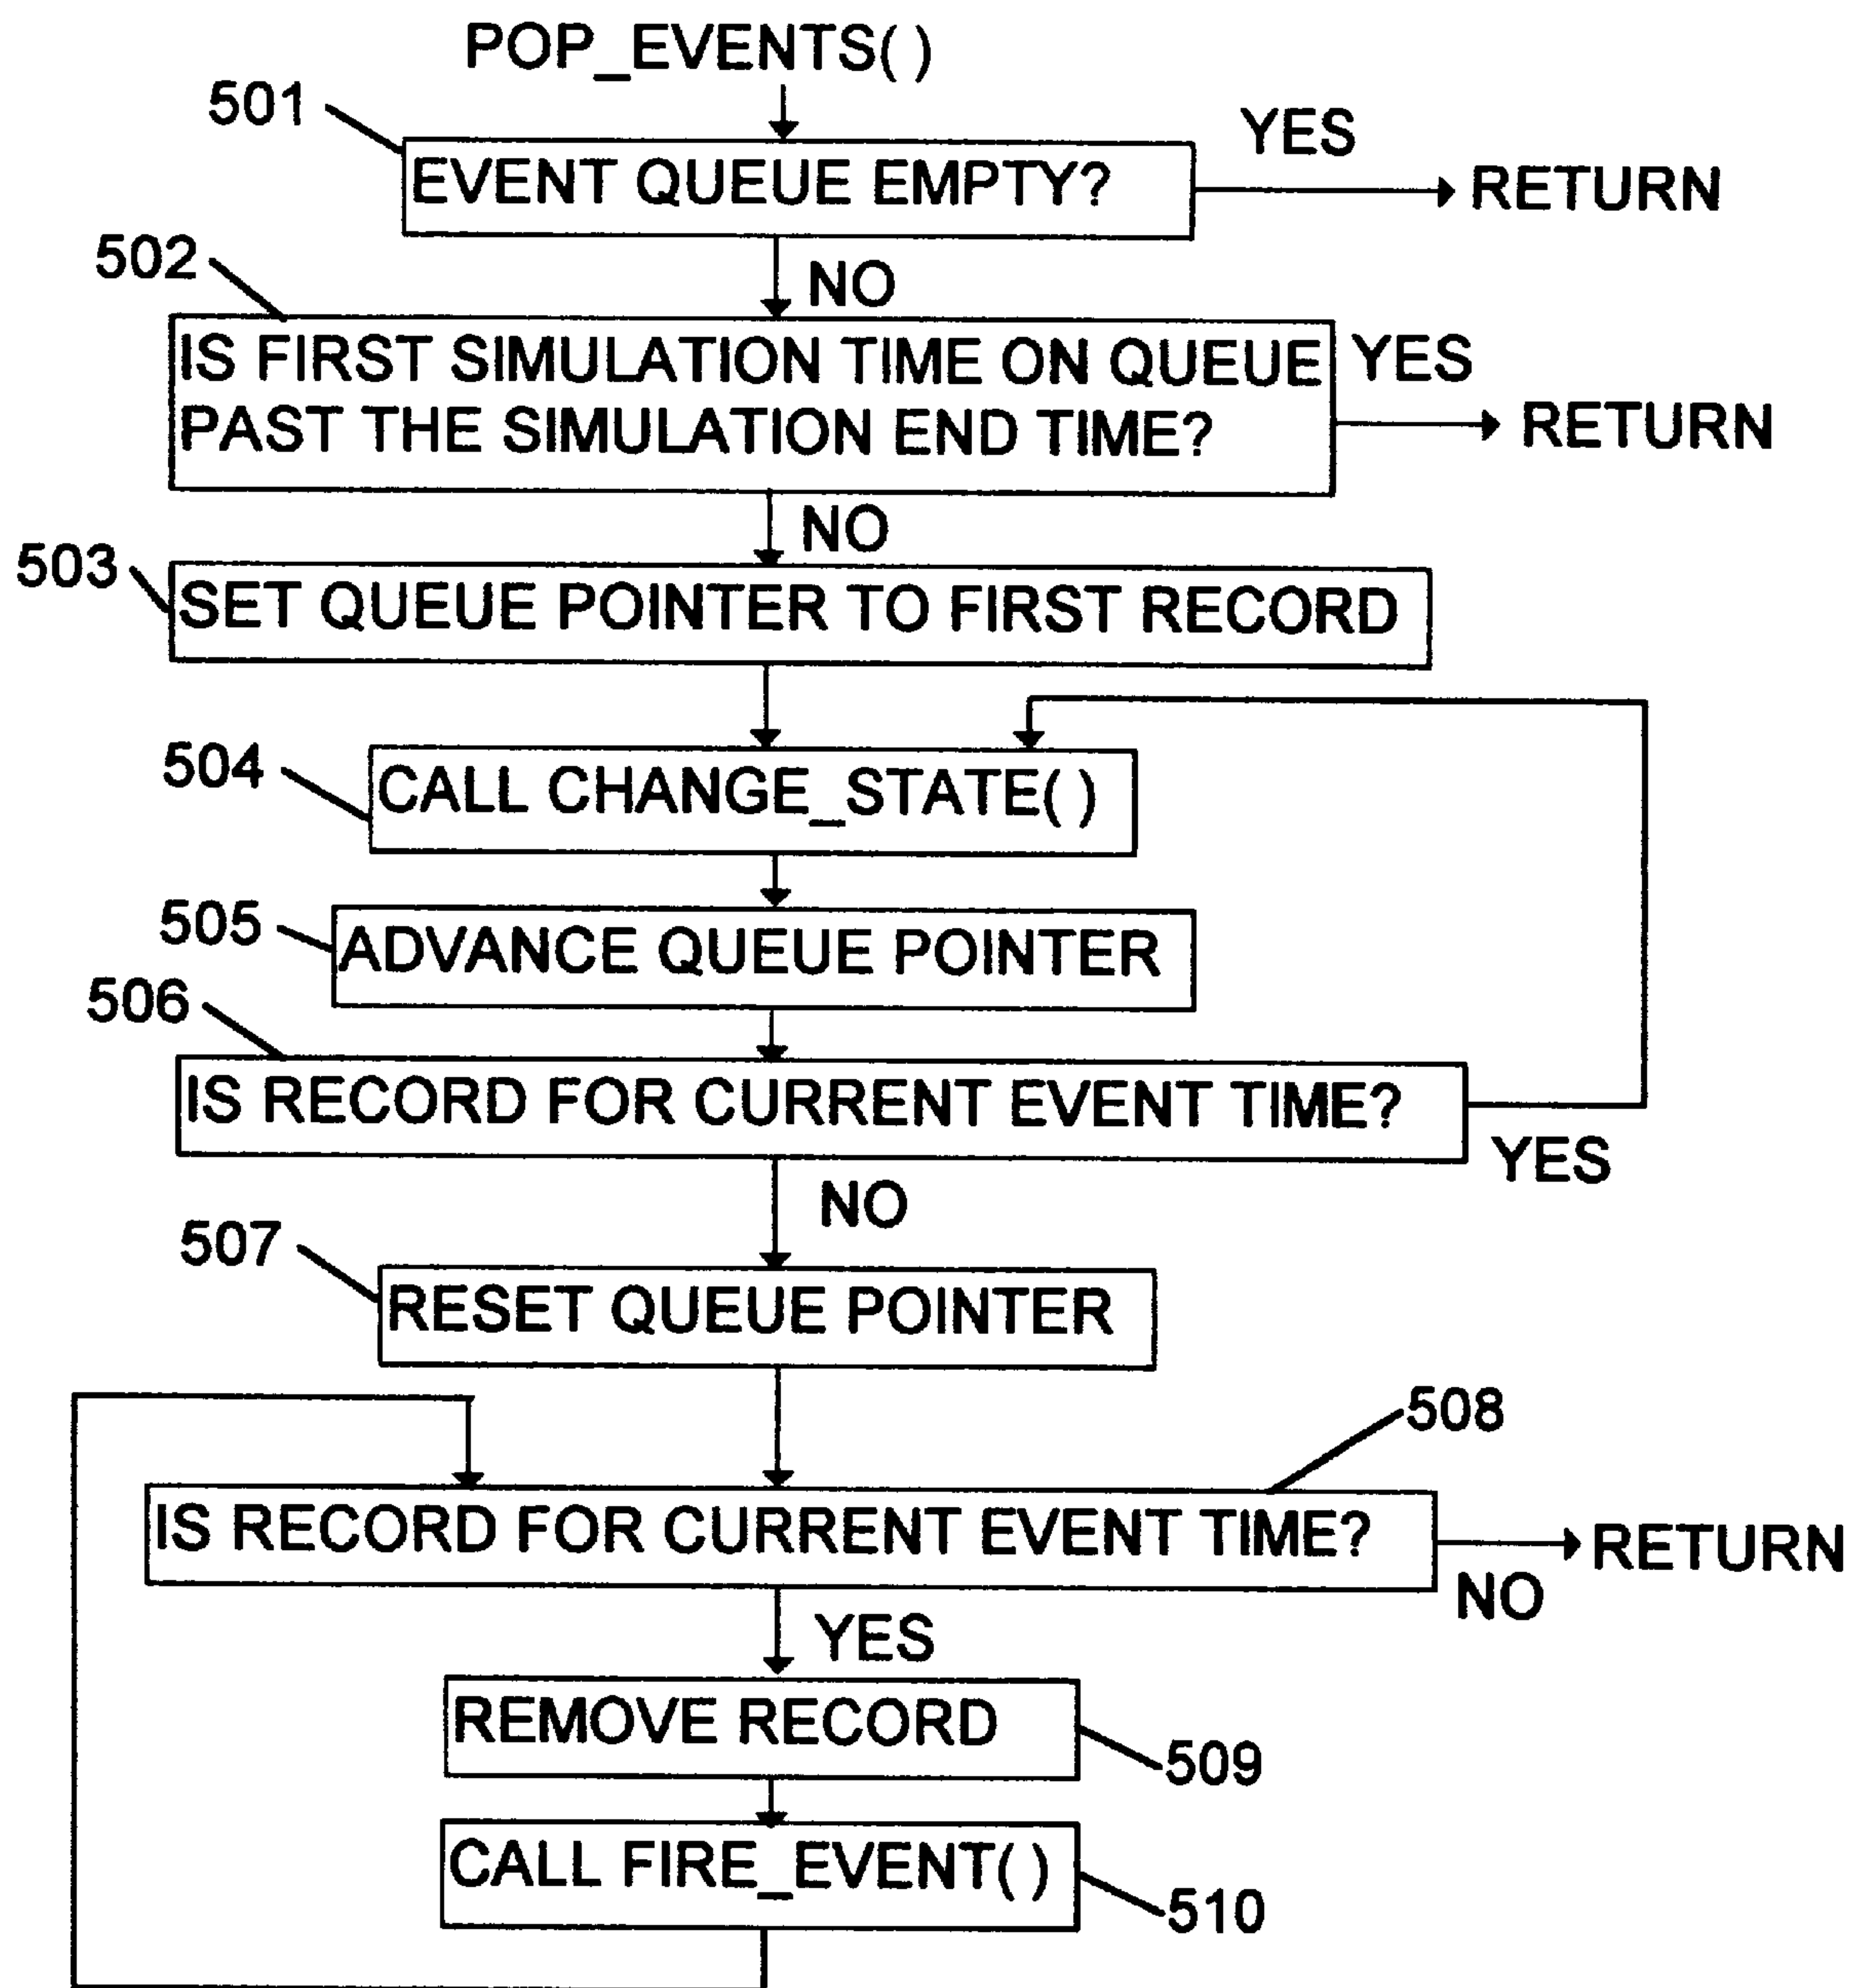 POP_EVENTS( )
501
EVENT QUEUE EMPTY?
YES
RETURN
502
NO
IS FIRST SIMULATION TIME ON QUEUE
PAST THE SIMULATION END TIME?
YES
RETURN
NO
503
SET QUEUE POINTER TO FIRST RECORD
504
CALL CHANGE_STATE( )
505
ADVANCE QUEUE POINTER
506
IS RECORD FOR CURRENT EVENT TIME?
YES
NO
507
RESET QUEUE POINTER
508
IS RECORD FOR CURRENT EVENT TIME?
RETURN
NO
YES
REMOVE RECORD
509
CALL FIRE_EVENT( )
510